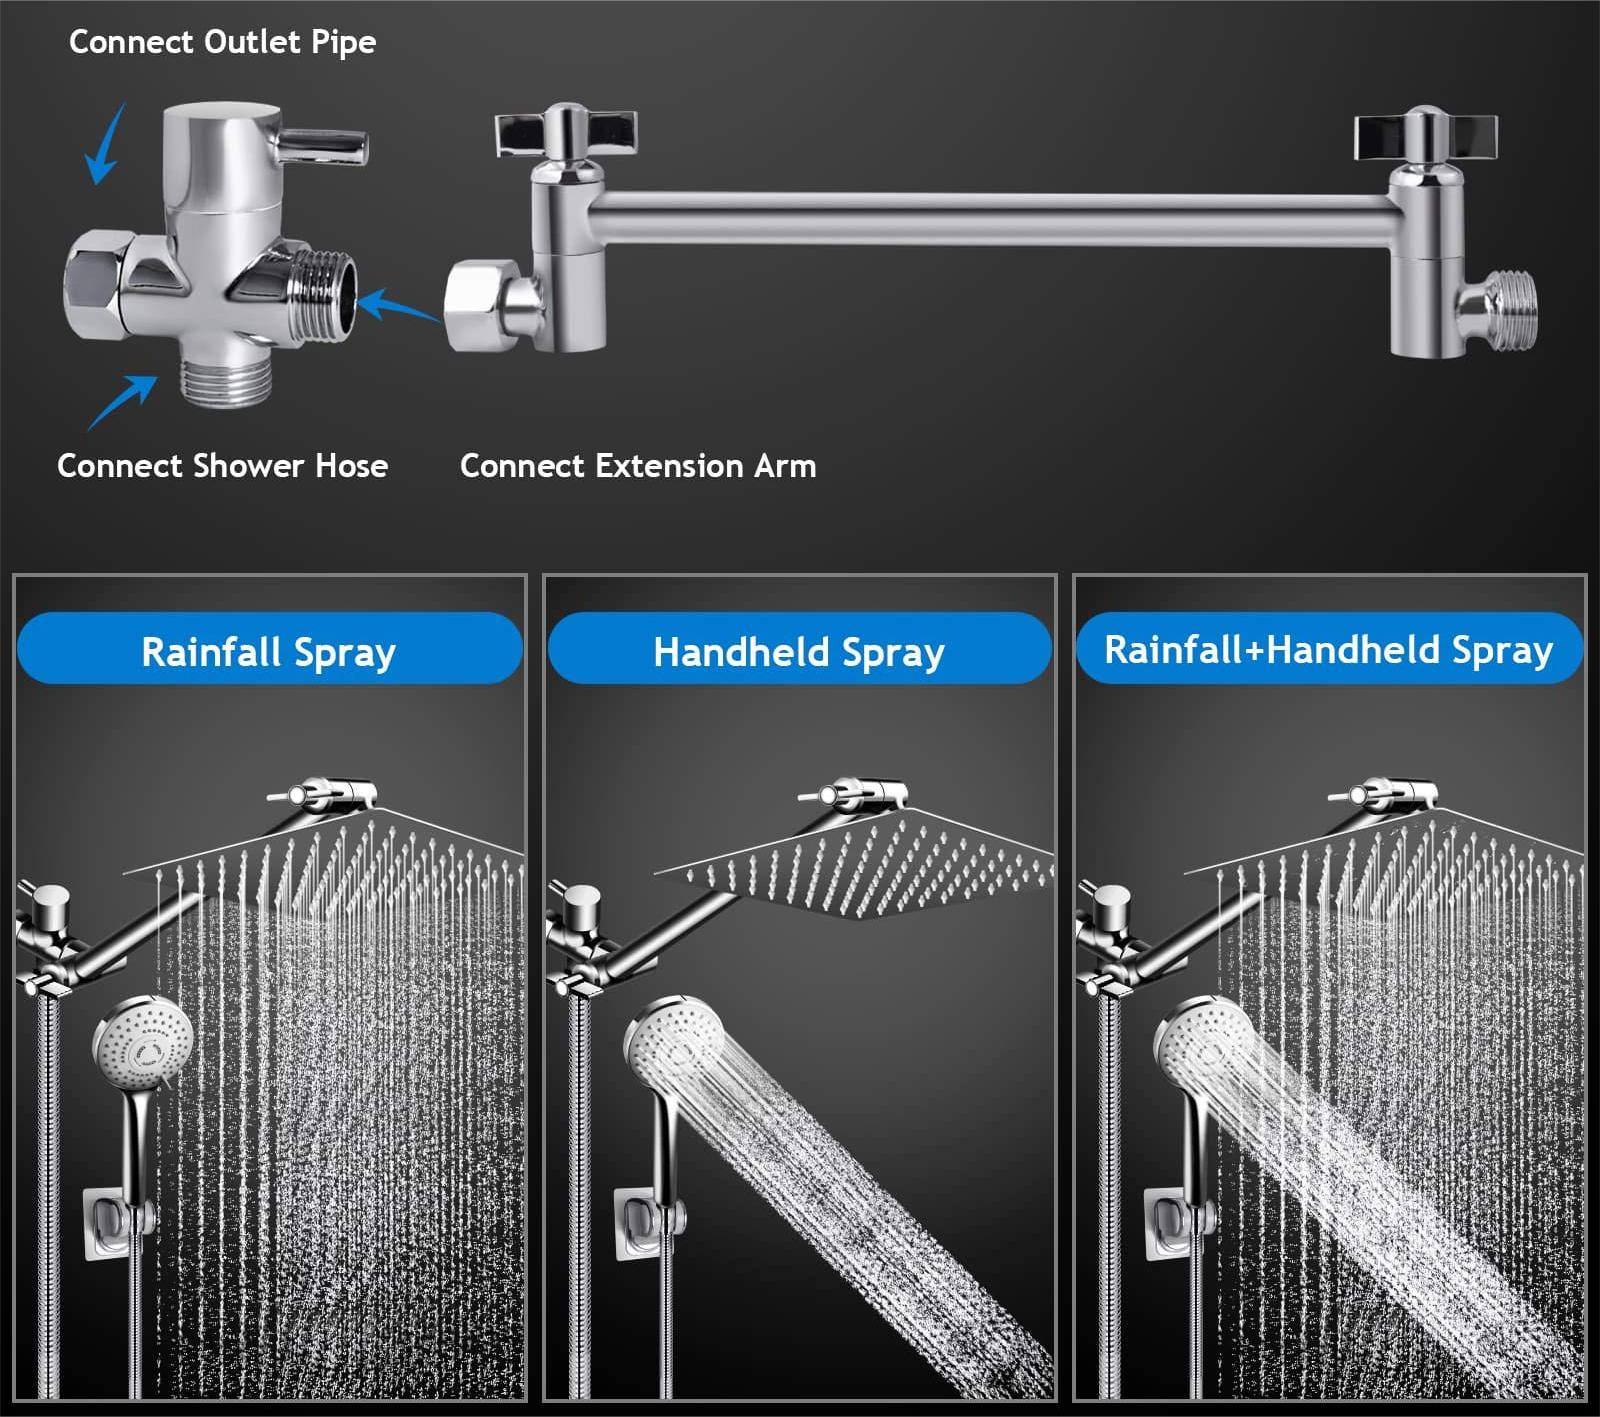 Connect Outlet Pipe
Connect Shower Hose
Connect Extension Arm
Rainfall Spray
Handheld Spray
Rainfall+Handheld Spray